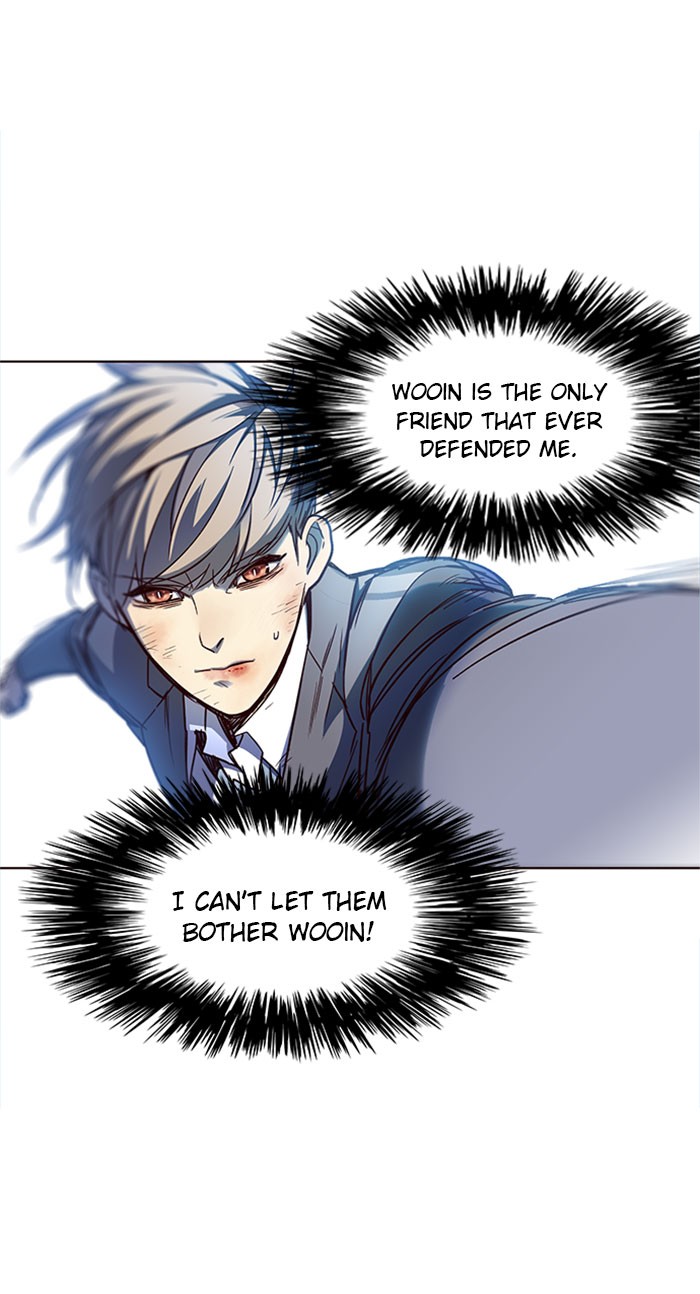 WOOIN IS THE ONLY
FRIEND THAT EVER
DEFENDED ME.
I CAN'T LET THEM
BOTHER WOOIN!